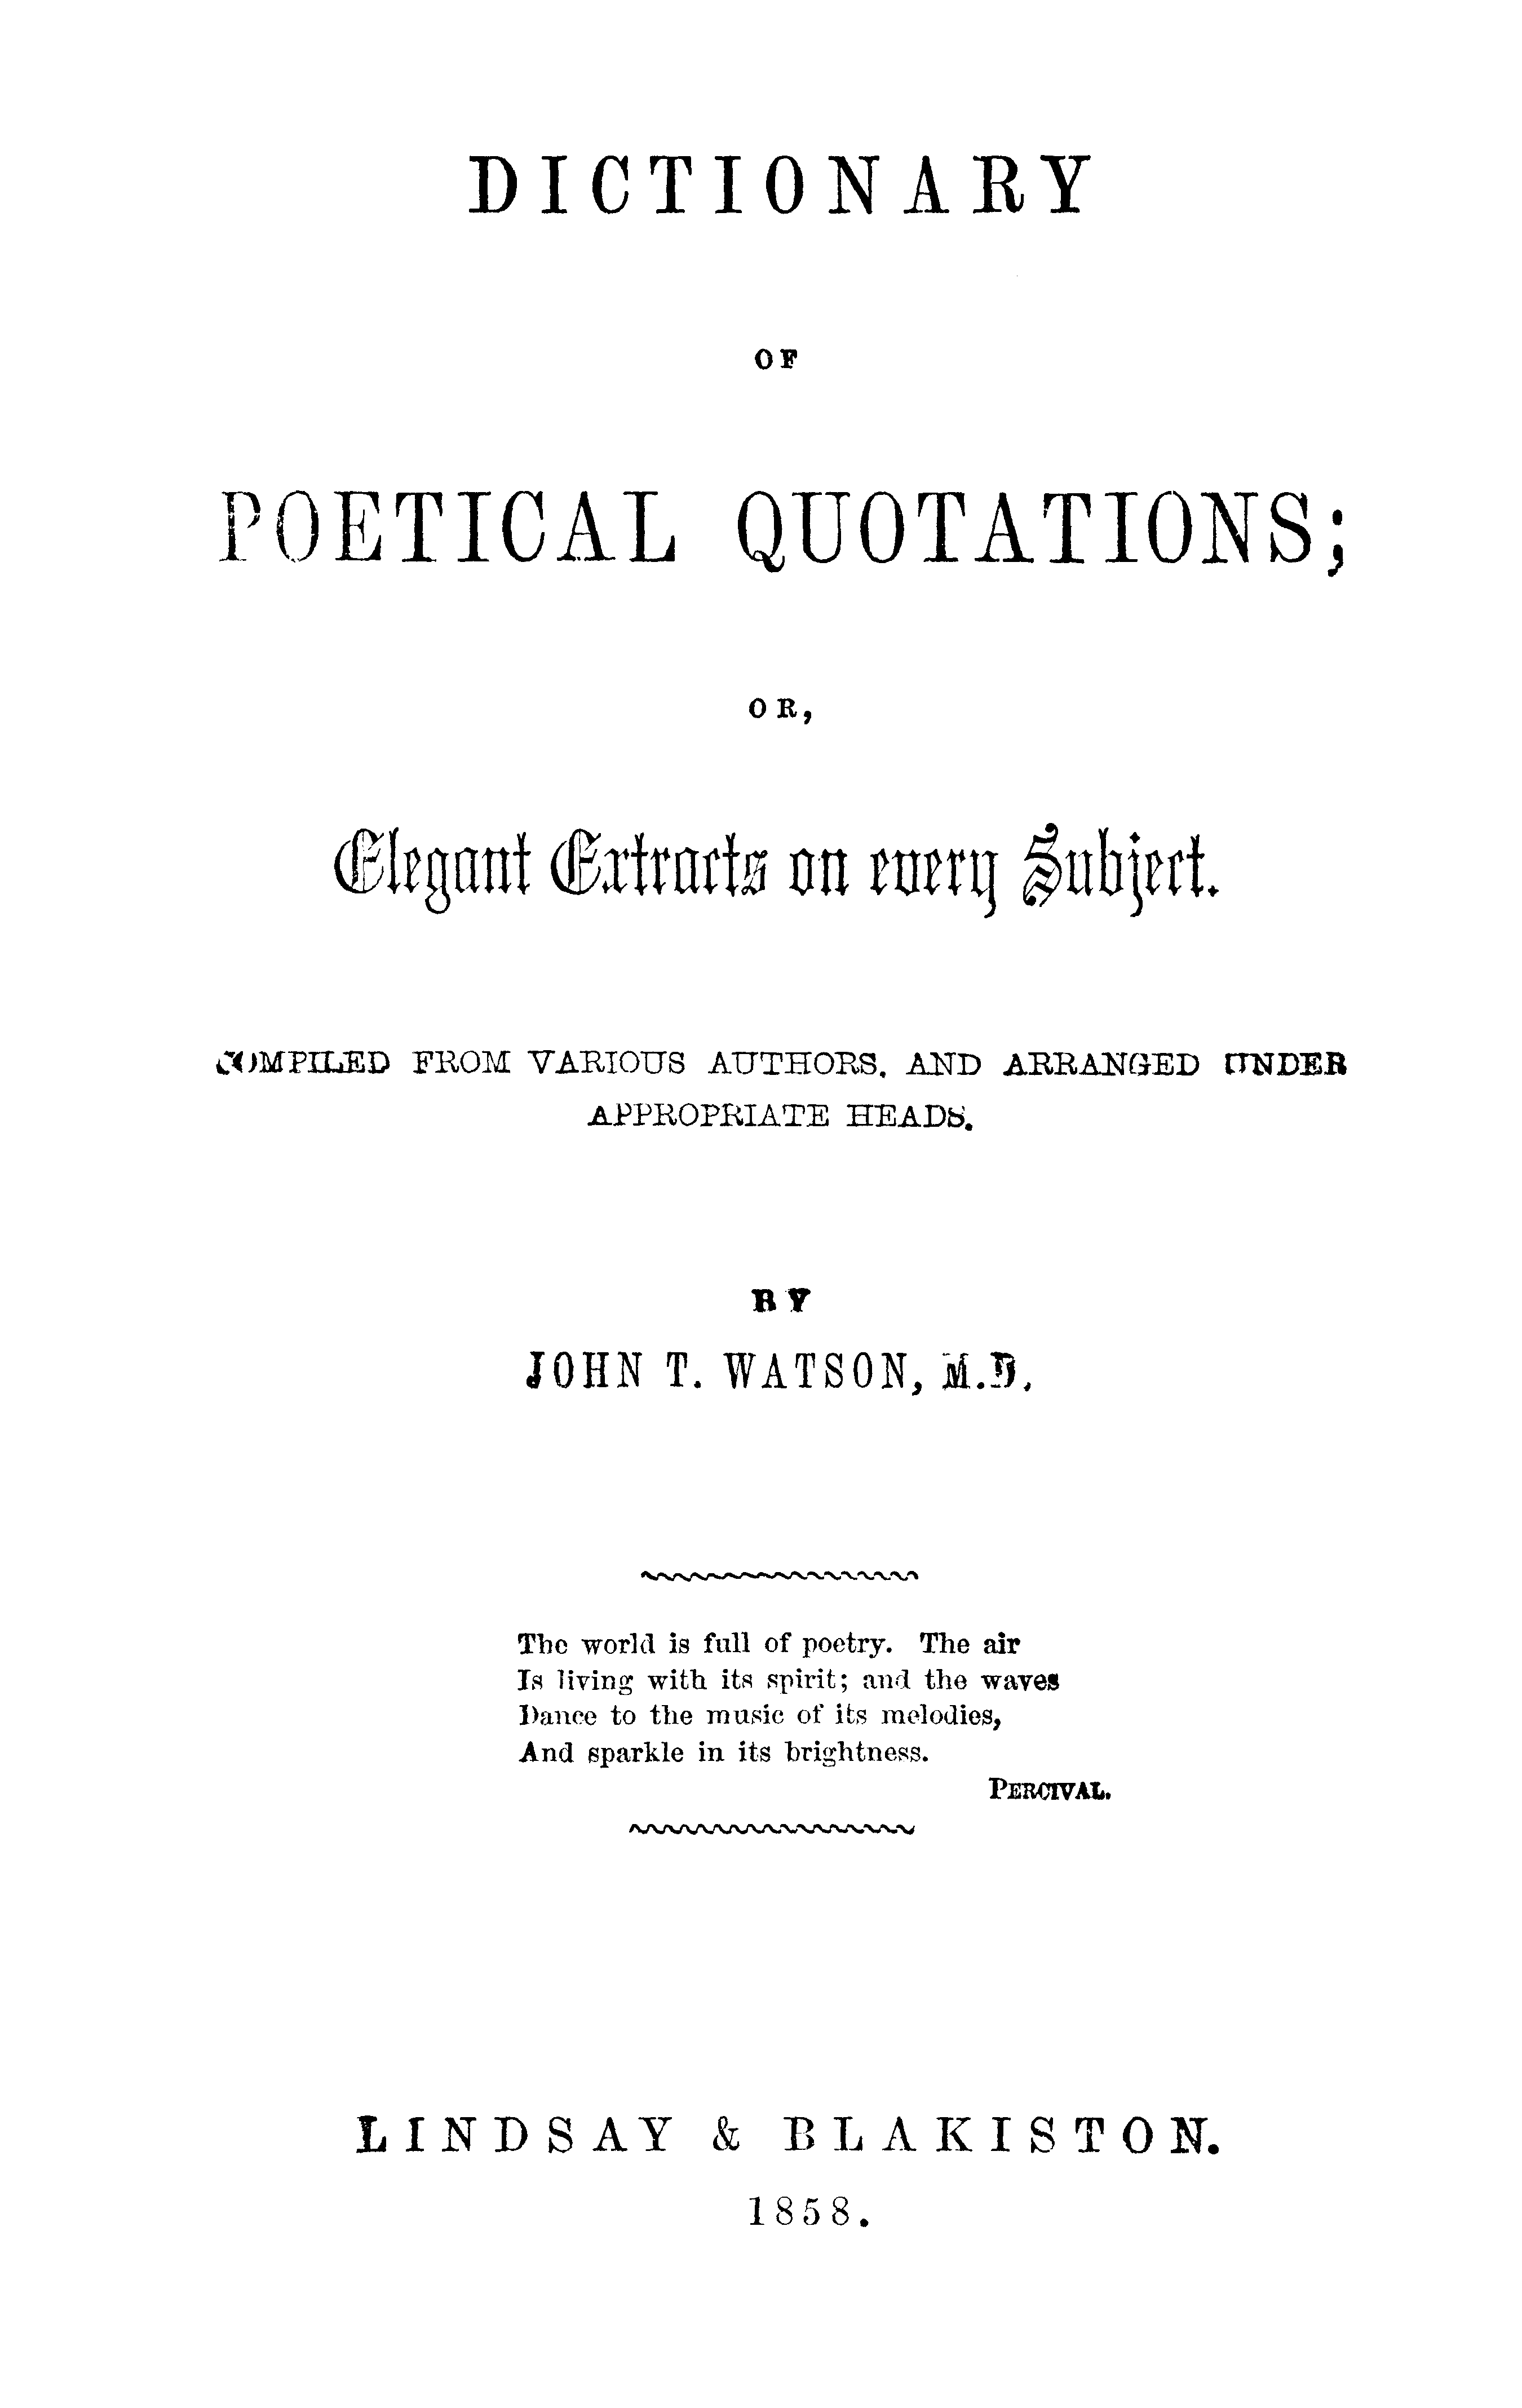 DICTIONARY
OF
POETICAL QUOTATIONS;
OR,
Elegant Extracts on every Subject.
COMPILED FROM VARIOUS AUTHORS, AND ARRANGED UNDER
APPROPRIATE HEADS.
BY
JOHN T. WATSON, M.D.
The world is full of poetry. The air
Is living with its spirit; and the waves
Dance to the music of its melodies,
And sparkle in its brightness.
PERCIVAL.
LINDSAY & BLAKISTON.
1858.